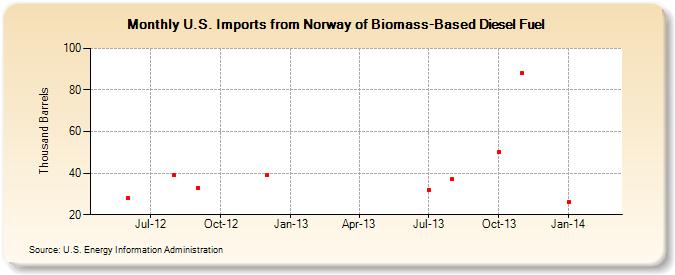 Monthly U.S. Imports from Norway of Biomass-Based Diesel Fuel
Thousand Barrels
100
80
60
40
20
Jul-12 Oct-12 Jan-13 Apr-13 Jul-13 Oct-13 Jan-14
Source: U.S. Energy Information Administration